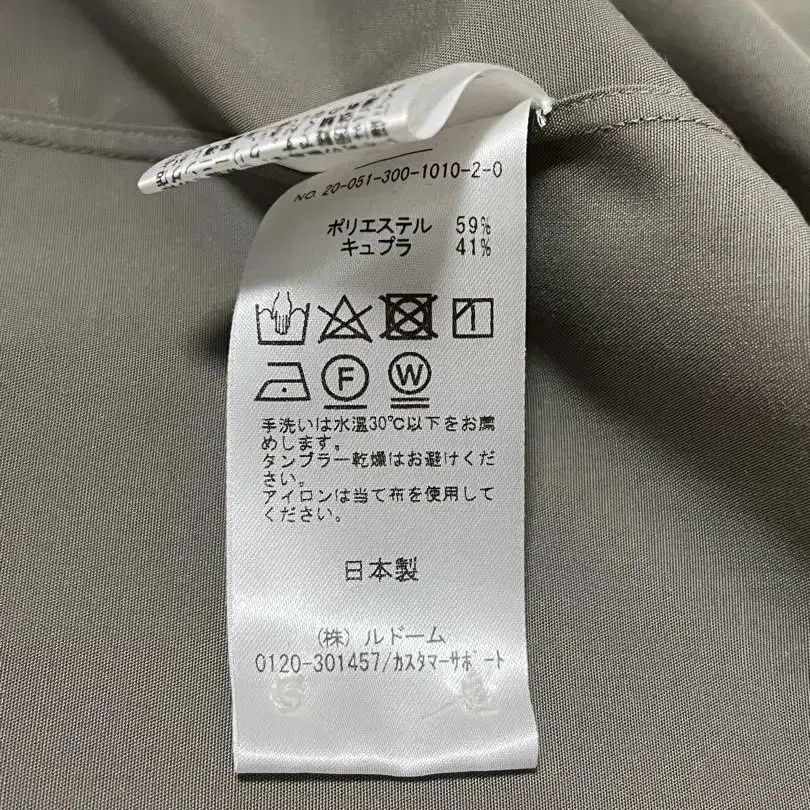 NO. 20-051-300-1010-2-0
ポリエステル 59%
キュプラ 41%
F W
手洗いは水温30℃以下をお薦
めします。
タンブラー乾燥はお避けくだ
さい。
アイロンは当て布を使用して
ください。
日本製
(株) ルドーム
0120-301457/カスタマーサポート